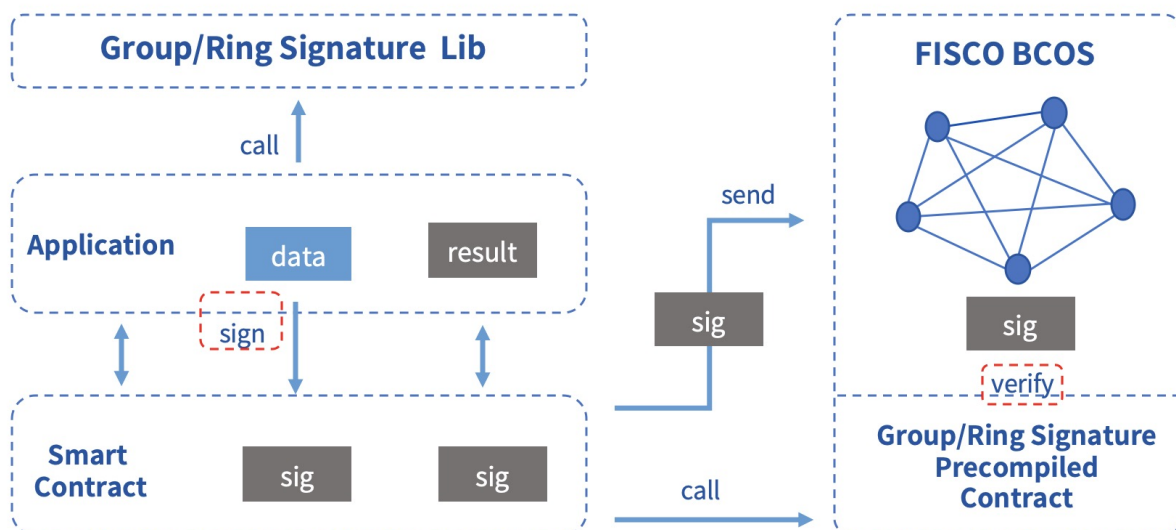 Group/Ring Signature Lib
call
Application
data
result
sign
Smart
Contract
sig
sig
send
sig
call
FISCO BCOS
sig
verify
Group/Ring Signature
Precompiled
Contract